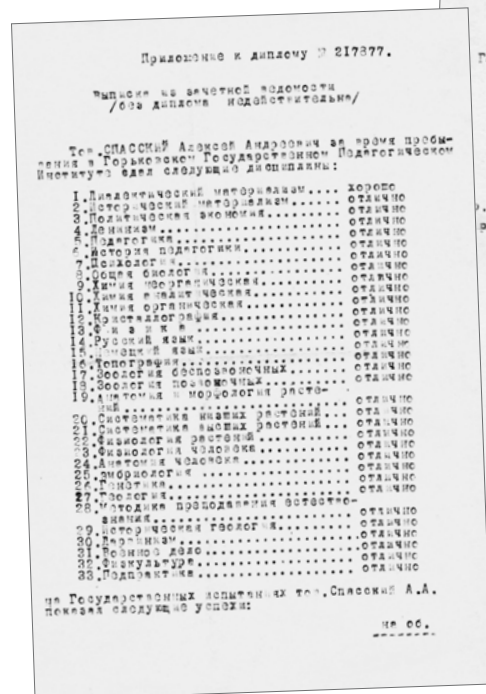 Приложение к диплому № 217877.
Выписка из зачетной ведомости
/без диплома недействительна/
Тов.СПАССКИЙ Алексей Андреевич за время пребы-
вания в Горьковском Государственном Педагогическом
Институте сдал следующие дисциплины:
1.Диалектический материализм.... хорошо
2.Исторический материализм...... отлично
3.Политическая экономия......... отлично
4.Ленинизм...................... отлично
5.Педагогика.................... отлично
6.История педагогики............ отлично
7.Психология.................... отлично
8.Общая биология................ отлично
9.Химия неорганическая.......... отлично
10.Химия аналитическая.......... отлично
11.Химия органическая........... отлично
12.Кристаллография.............. отлично
13.Ф и з и к а.................. отлично
14.Русский язык................. отлично
15.Немецкий язык................ отлично
16.Топография................... отлично
17.Зоология беспозвоночных...... отлично
18.Зоология позвоночных......... отлично
19.Анатомия и морфология расте-
ний............................. отлично
20.Систематика низших растений... отлично
21.Систематика высших растений... отлично
22.Физиология растений.......... отлично
23.Физиология человека.......... отлично
24.Анатомия человека............ отлично
25.Эмбриология.................. отлично
26.Генетика..................... отлично
27.Геология..................... отлично
28.Методика преподавания естество-
знания.......................... отлично
29.Историческая геология........ отлично
30.Дарвинизм.................... отлично
31.Военное дело................. отлично
32.Физкультура.................. отлично
33.Педпрактика.................. отлично
на Государственных испытаниях тов.Спасский А.А.
показал следующие успехи:
на об.